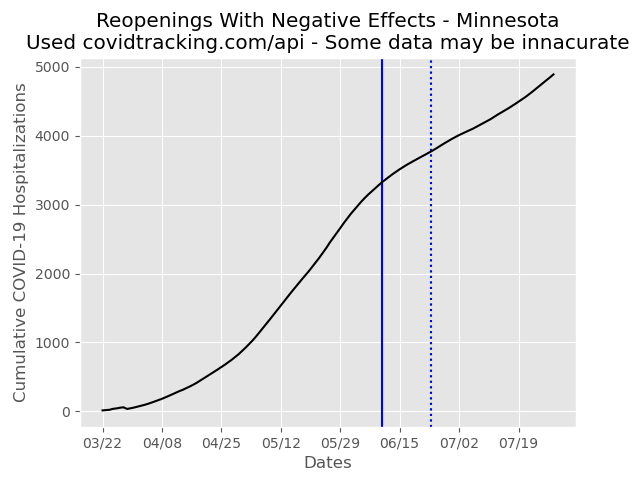 Reopenings With Negative Effects - Minnesota
Used covidtracking.com/api - Some data may be innacurate
5000
4000
3000
2000
1000
0
Cumulative COVID-19 Hospitalizations
03/22 04/08 04/25 05/12 05/29 06/15 07/02 07/19
Dates